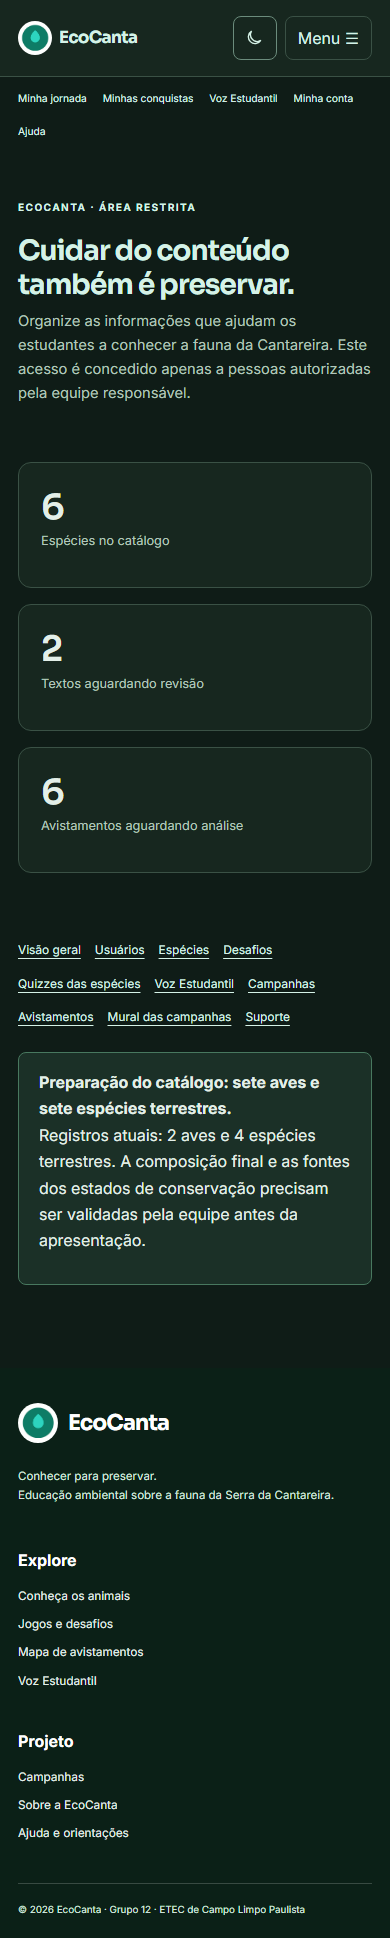 EcoCanta
Menu ☰
Minha jornada Minhas conquistas Voz Estudantil Minha conta
Ajuda
ECOCANTA · ÁREA RESTRITA
Cuidar do conteúdo
também é preservar.
Organize as informações que ajudam os
estudantes a conhecer a fauna da Cantareira. Este
acesso é concedido apenas a pessoas autorizadas
pela equipe responsável.
6
Espécies no catálogo
2
Textos aguardando revisão
6
Avistamentos aguardando análise
Visão geral Usuários Espécies Desafios
Quizzes das espécies Voz Estudantil Campanhas
Avistamentos Mural das campanhas Suporte
Preparação do catálogo: sete aves e
sete espécies terrestres.
Registros atuais: 2 aves e 4 espécies
terrestres. A composição final e as fontes
dos estados de conservação precisam
ser validadas pela equipe antes da
apresentação.
EcoCanta
Conhecer para preservar.
Educação ambiental sobre a fauna da Serra da Cantareira.
Explore
Conheça os animais
Jogos e desafios
Mapa de avistamentos
Voz Estudantil
Projeto
Campanhas
Sobre a EcoCanta
Ajuda e orientações
© 2026 EcoCanta · Grupo 12 · ETEC de Campo Limpo Paulista